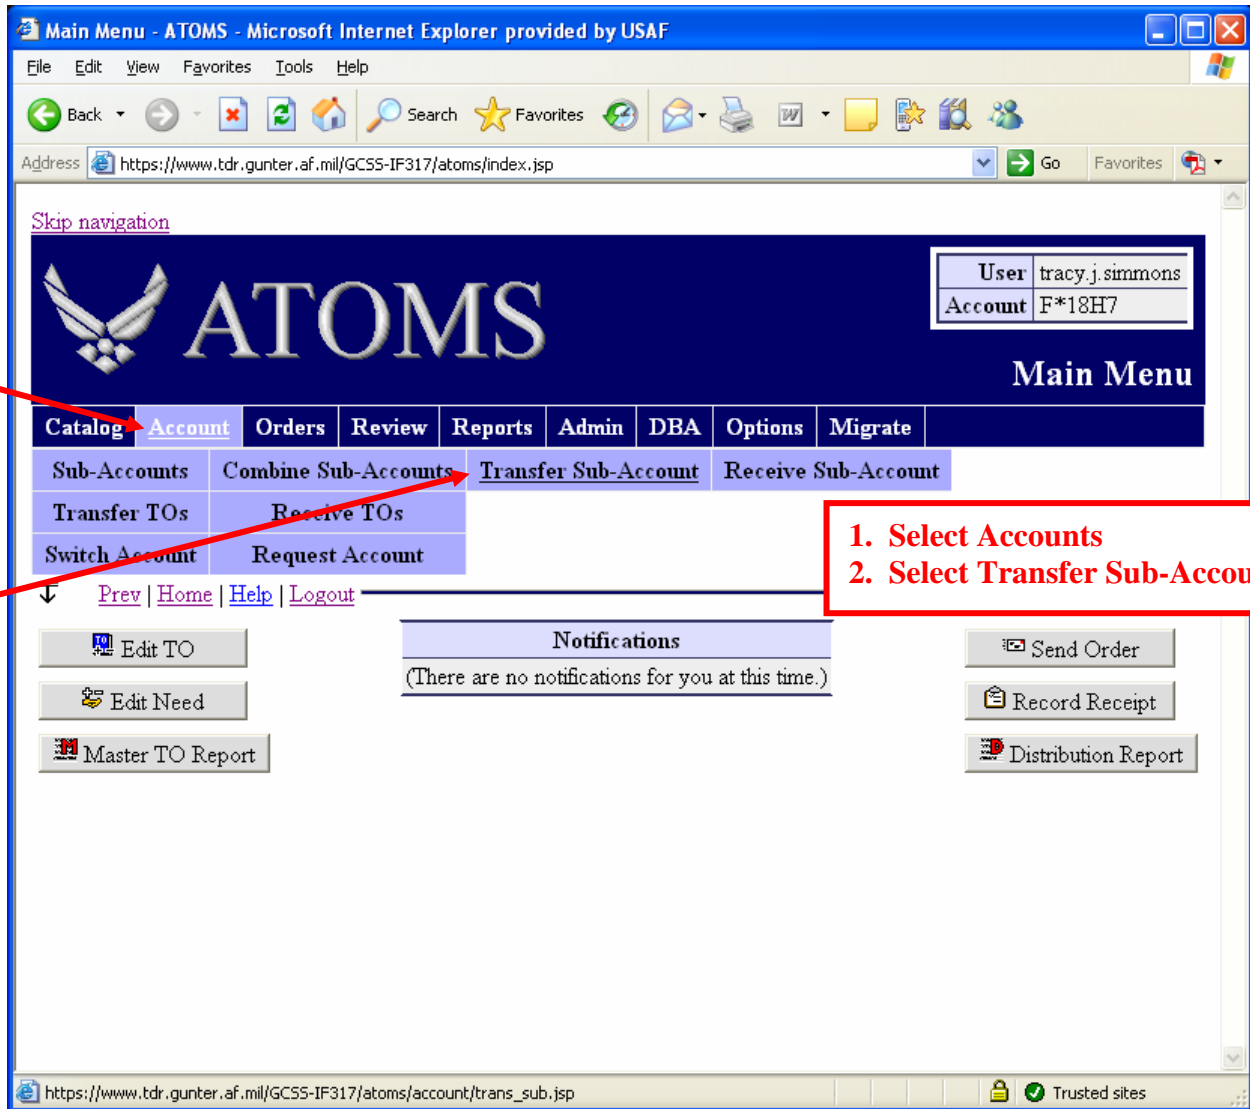 Main Menu - ATOMS - Microsoft Internet Explorer provided by USAF
File Edit View Favorites Tools Help
Back Search Favorites
Address https://www.tdr.gunter.af.mil/GCSS-IF317/atoms/index.jsp Go Favorites
Skip navigation
ATOMS
User tracy.j.simmons
Account F*18H7
Main Menu
Catalog Account Orders Review Reports Admin DBA Options Migrate
Sub-Accounts Combine Sub-Accounts Transfer Sub-Account Receive Sub-Account
Transfer TOs Receive TOs
Switch Account Request Account
1. Select Accounts
2. Select Transfer Sub-Accou
Prev | Home | Help | Logout
Edit TO
Edit Need
Master TO Report
Notifications
(There are no notifications for you at this time.)
Send Order
Record Receipt
Distribution Report
https://www.tdr.gunter.af.mil/GCSS-IF317/atoms/account/trans_sub.jsp Trusted sites